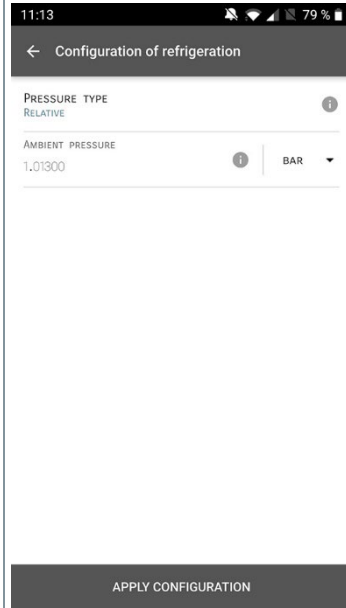 11:13 79 %
Configuration of refrigeration
PRESSURE TYPE
RELATIVE
AMBIENT PRESSURE
1.01300 BAR
APPLY CONFIGURATION